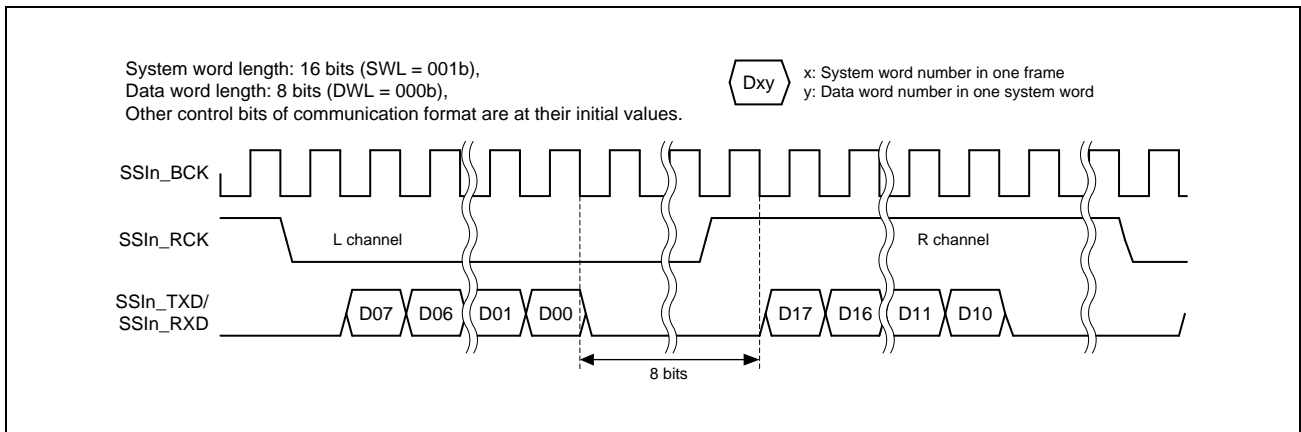 System word length: 16 bits (SWL = 001b),
Data word length: 8 bits (DWL = 000b),
Other control bits of communication format are at their initial values.
Dxy
x: System word number in one frame
y: Data word number in one system word
SSIn_BCK
SSIn_RCK
L channel
R channel
SSIn_TXD/
SSIn_RXD
D07 D06 D01 D00 D17 D16 D11 D10
8 bits